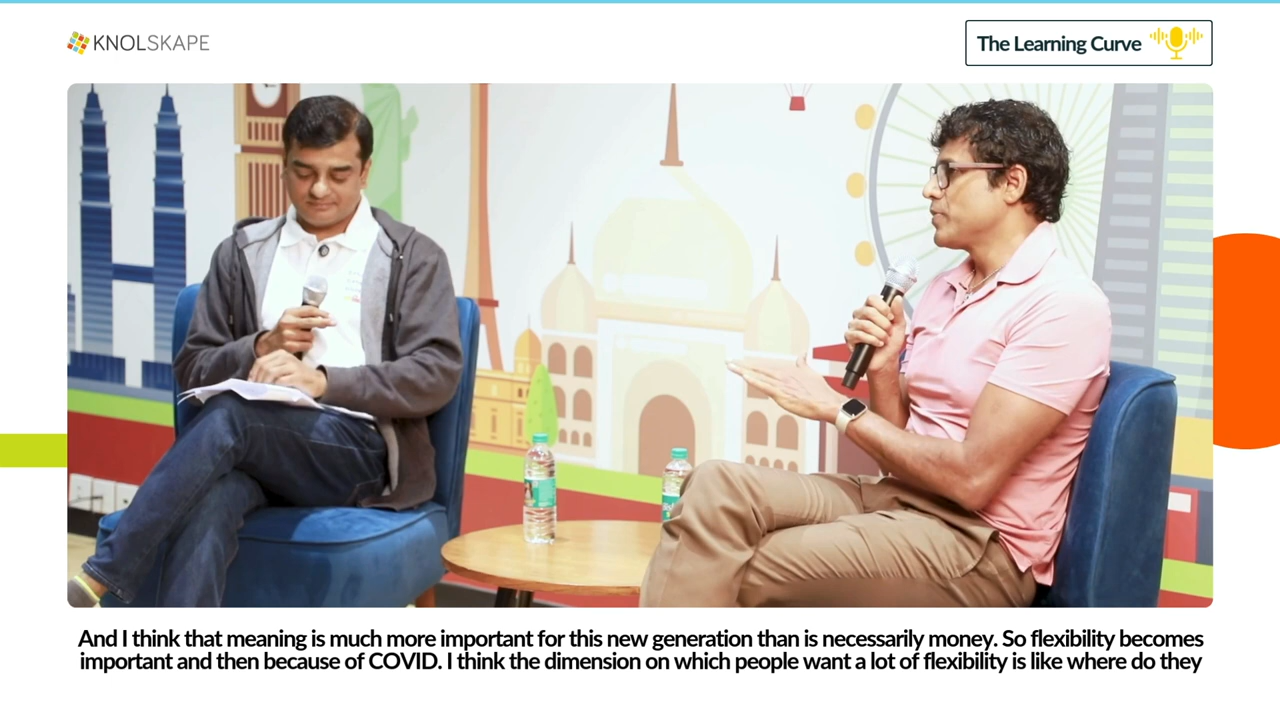 KNOLSKAPE
The Learning Curve
And I think that meaning is much more important for this new generation than is necessarily money. So flexibility becomes
important and then because of COVID. I think the dimension on which people want a lot of flexibility is like where do they